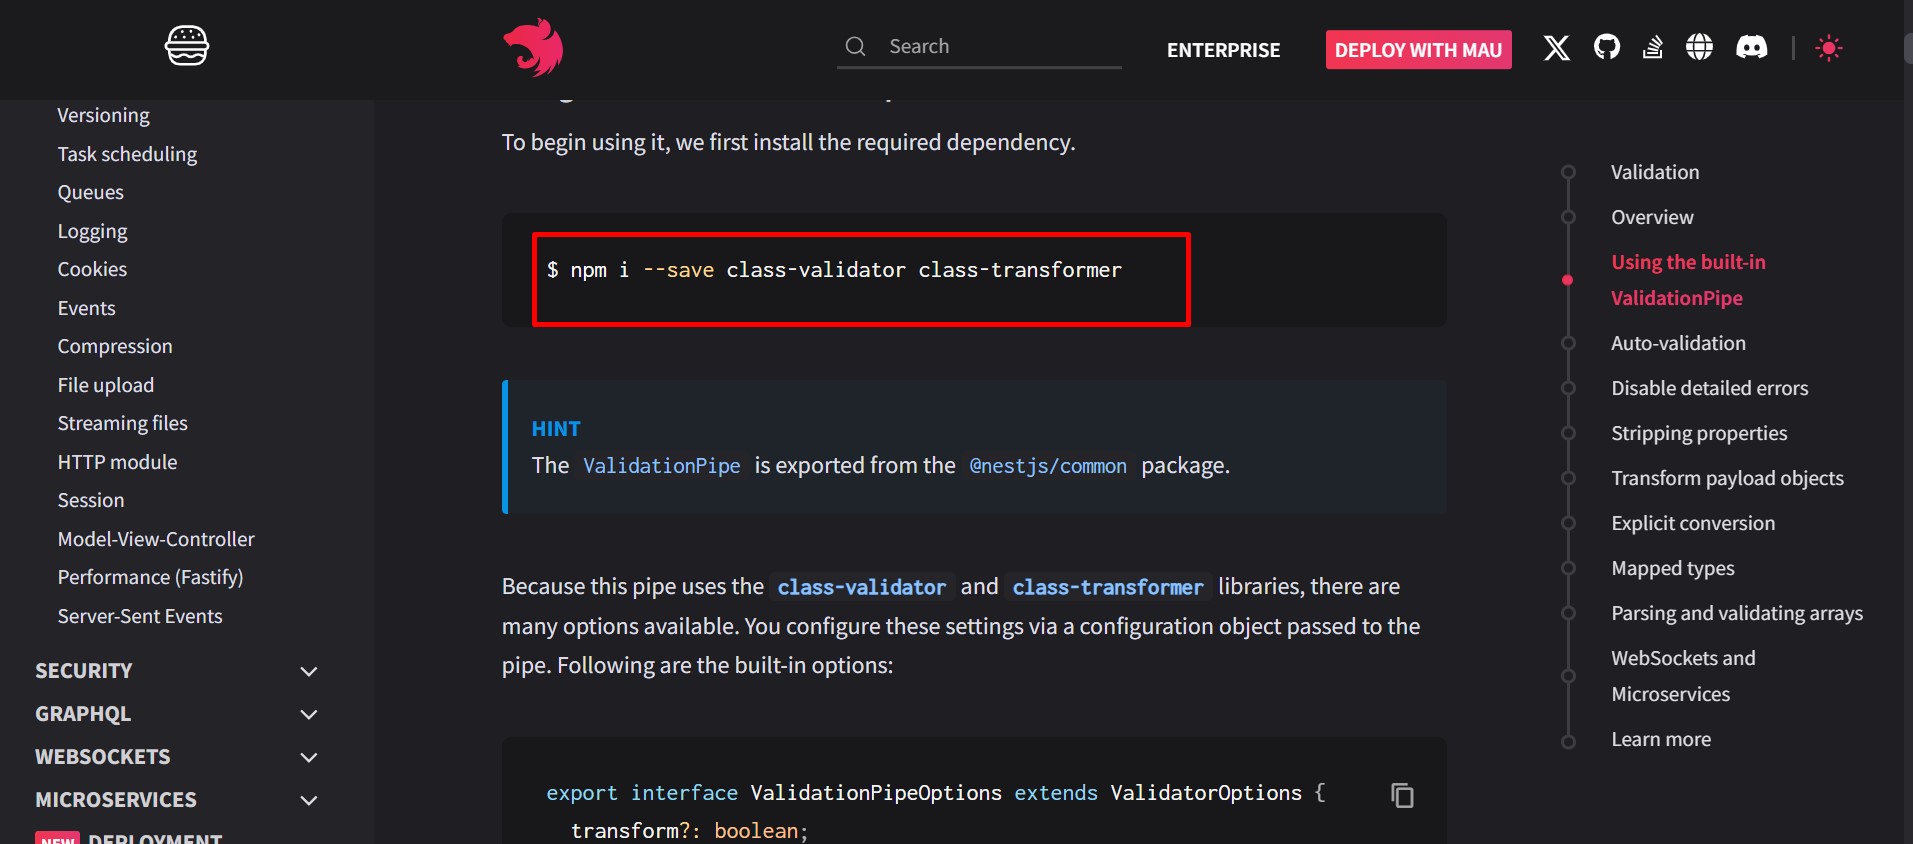 Search
ENTERPRISE
DEPLOY WITH MAU
Versioning
Task scheduling
Queues
Logging
Cookies
Events
Compression
File upload
Streaming files
HTTP module
Session
Model-View-Controller
Performance (Fastify)
Server-Sent Events
SECURITY
GRAPHQL
WEBSOCKETS
MICROSERVICES
NEW DEPLOYMENT
To begin using it, we first install the required dependency.
$ npm i --save class-validator class-transformer
HINT
The ValidationPipe is exported from the @nestjs/common package.
Because this pipe uses the class-validator and class-transformer libraries, there are
many options available. You configure these settings via a configuration object passed to the
pipe. Following are the built-in options:
export interface ValidationPipeOptions extends ValidatorOptions {
transform?: boolean;
Validation
Overview
Using the built-in
ValidationPipe
Auto-validation
Disable detailed errors
Stripping properties
Transform payload objects
Explicit conversion
Mapped types
Parsing and validating arrays
WebSockets and
Microservices
Learn more